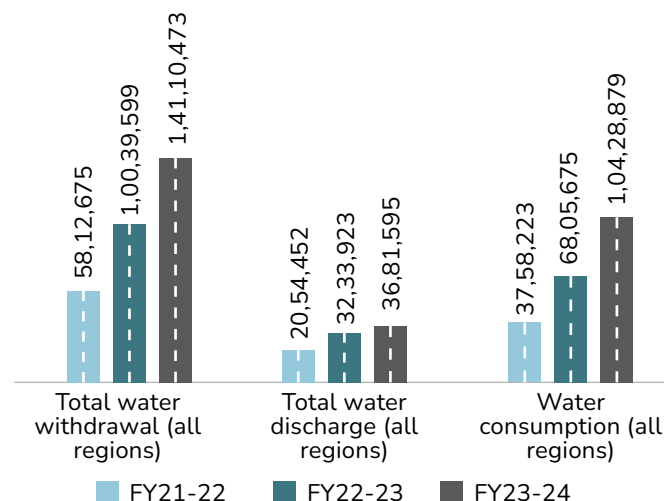 58,12,675
1,00,39,599
1,41,10,473
20,54,452
32,33,923
36,81,595
37,58,223
68,05,675
1,04,28,879
Total water
withdrawal (all
regions)
Total water
discharge (all
regions)
Water
consumption (all
regions)
FY21-22
FY22-23
FY23-24